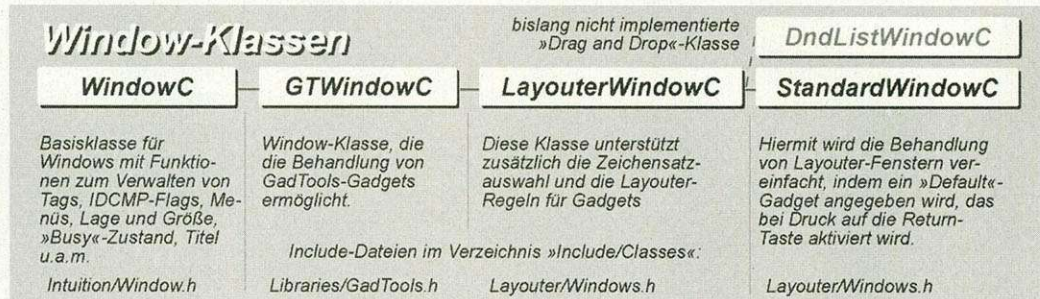 Window-Klassen
bislang nicht implementierte
»Drag and Drop«-Klasse
DndListWindowC
WindowC
GTWindowC
LayouterWindowC
StandardWindowC
Basisklasse für
Windows mit Funktio-
nen zum Verwalten von
Tags, IDCMP-Flags, Me-
nüs, Lage und Größe,
»Busy«-Zustand, Titel
u.a.m.
Intuition/Window.h
Window-Klasse, die
die Behandlung von
GadTools-Gadgets
ermöglicht.
Libraries/GadTools.h
Diese Klasse unterstützt
zusätzlich die Zeichensatz-
auswahl und die Layouter-
Regeln für Gadgets
Include-Dateien im Verzeichnis »Include/Classes«:
Layouter/Windows.h
Hiermit wird die Behandlung
von Layouter-Fenstern ver-
einfacht, indem ein »Default«-
Gadget angegeben wird, das
bei Druck auf die Return-
Taste aktiviert wird.
Layouter/Windows.h